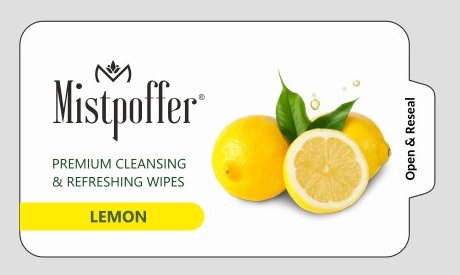 Mistpoffer®
PREMIUM CLEANSING
& REFRESHING WIPES
LEMON
Open & Reseal